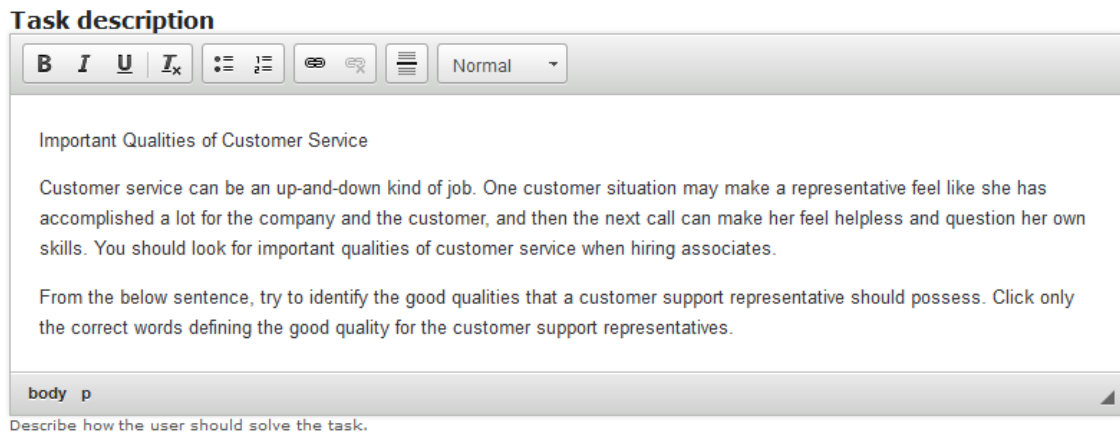 Task description
B I U Tx Normal
Important Qualities of Customer Service
Customer service can be an up-and-down kind of job. One customer situation may make a representative feel like she has
accomplished a lot for the company and the customer, and then the next call can make her feel helpless and question her own
skills. You should look for important qualities of customer service when hiring associates.
From the below sentence, try to identify the good qualities that a customer support representative should possess. Click only
the correct words defining the good quality for the customer support representatives.
body p
Describe how the user should solve the task.